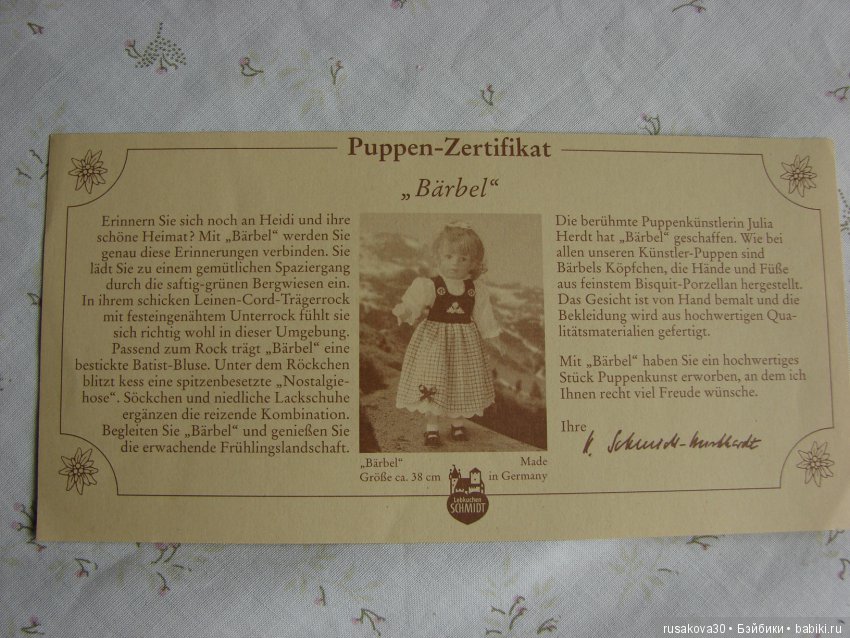 Puppen-Zertifikat
„Bärbel“
Erinnern Sie sich noch an Heidi und ihre
schöne Heimat? Mit „Bärbel“ werden Sie
genau diese Erinnerungen verbinden. Sie
lädt Sie zu einem gemütlichen Spaziergang
durch die saftig-grünen Bergwiesen ein.
In ihrem schicken Leinen-Cord-Trägerrock
mit festeingenähtem Unterrock fühlt sie
sich richtig wohl in dieser Umgebung.
Passend zum Rock trägt „Bärbel“ eine
bestickte Batist-Bluse. Unter dem Röckchen
blitzt kess eine spitzenbesetzte „Nostalgie-
hose“. Söckchen und niedliche Lackschuhe
ergänzen die reizende Kombination.
Begleiten Sie „Bärbel“ und genießen Sie
die erwachende Frühlingslandschaft.
„Bärbel“ Made
Größe ca. 38 cm in Germany
Lebkuchen
SCHMIDT
Die berühmte Puppenkünstlerin Julia
Herdt hat „Bärbel“ geschaffen. Wie bei
allen unseren Künstler-Puppen sind
Bärbels Köpfchen, die Hände und Füße
aus feinstem Bisquit-Porzellan hergestellt.
Das Gesicht ist von Hand bemalt und die
Bekleidung wird aus hochwertigen Qua-
litätsmaterialien gefertigt.
Mit „Bärbel“ haben Sie ein hochwertiges
Stück Puppenkunst erworben, an dem ich
Ihnen recht viel Freude wünsche.
Ihre
rusakova30 • Бэйбики • babiki.ru